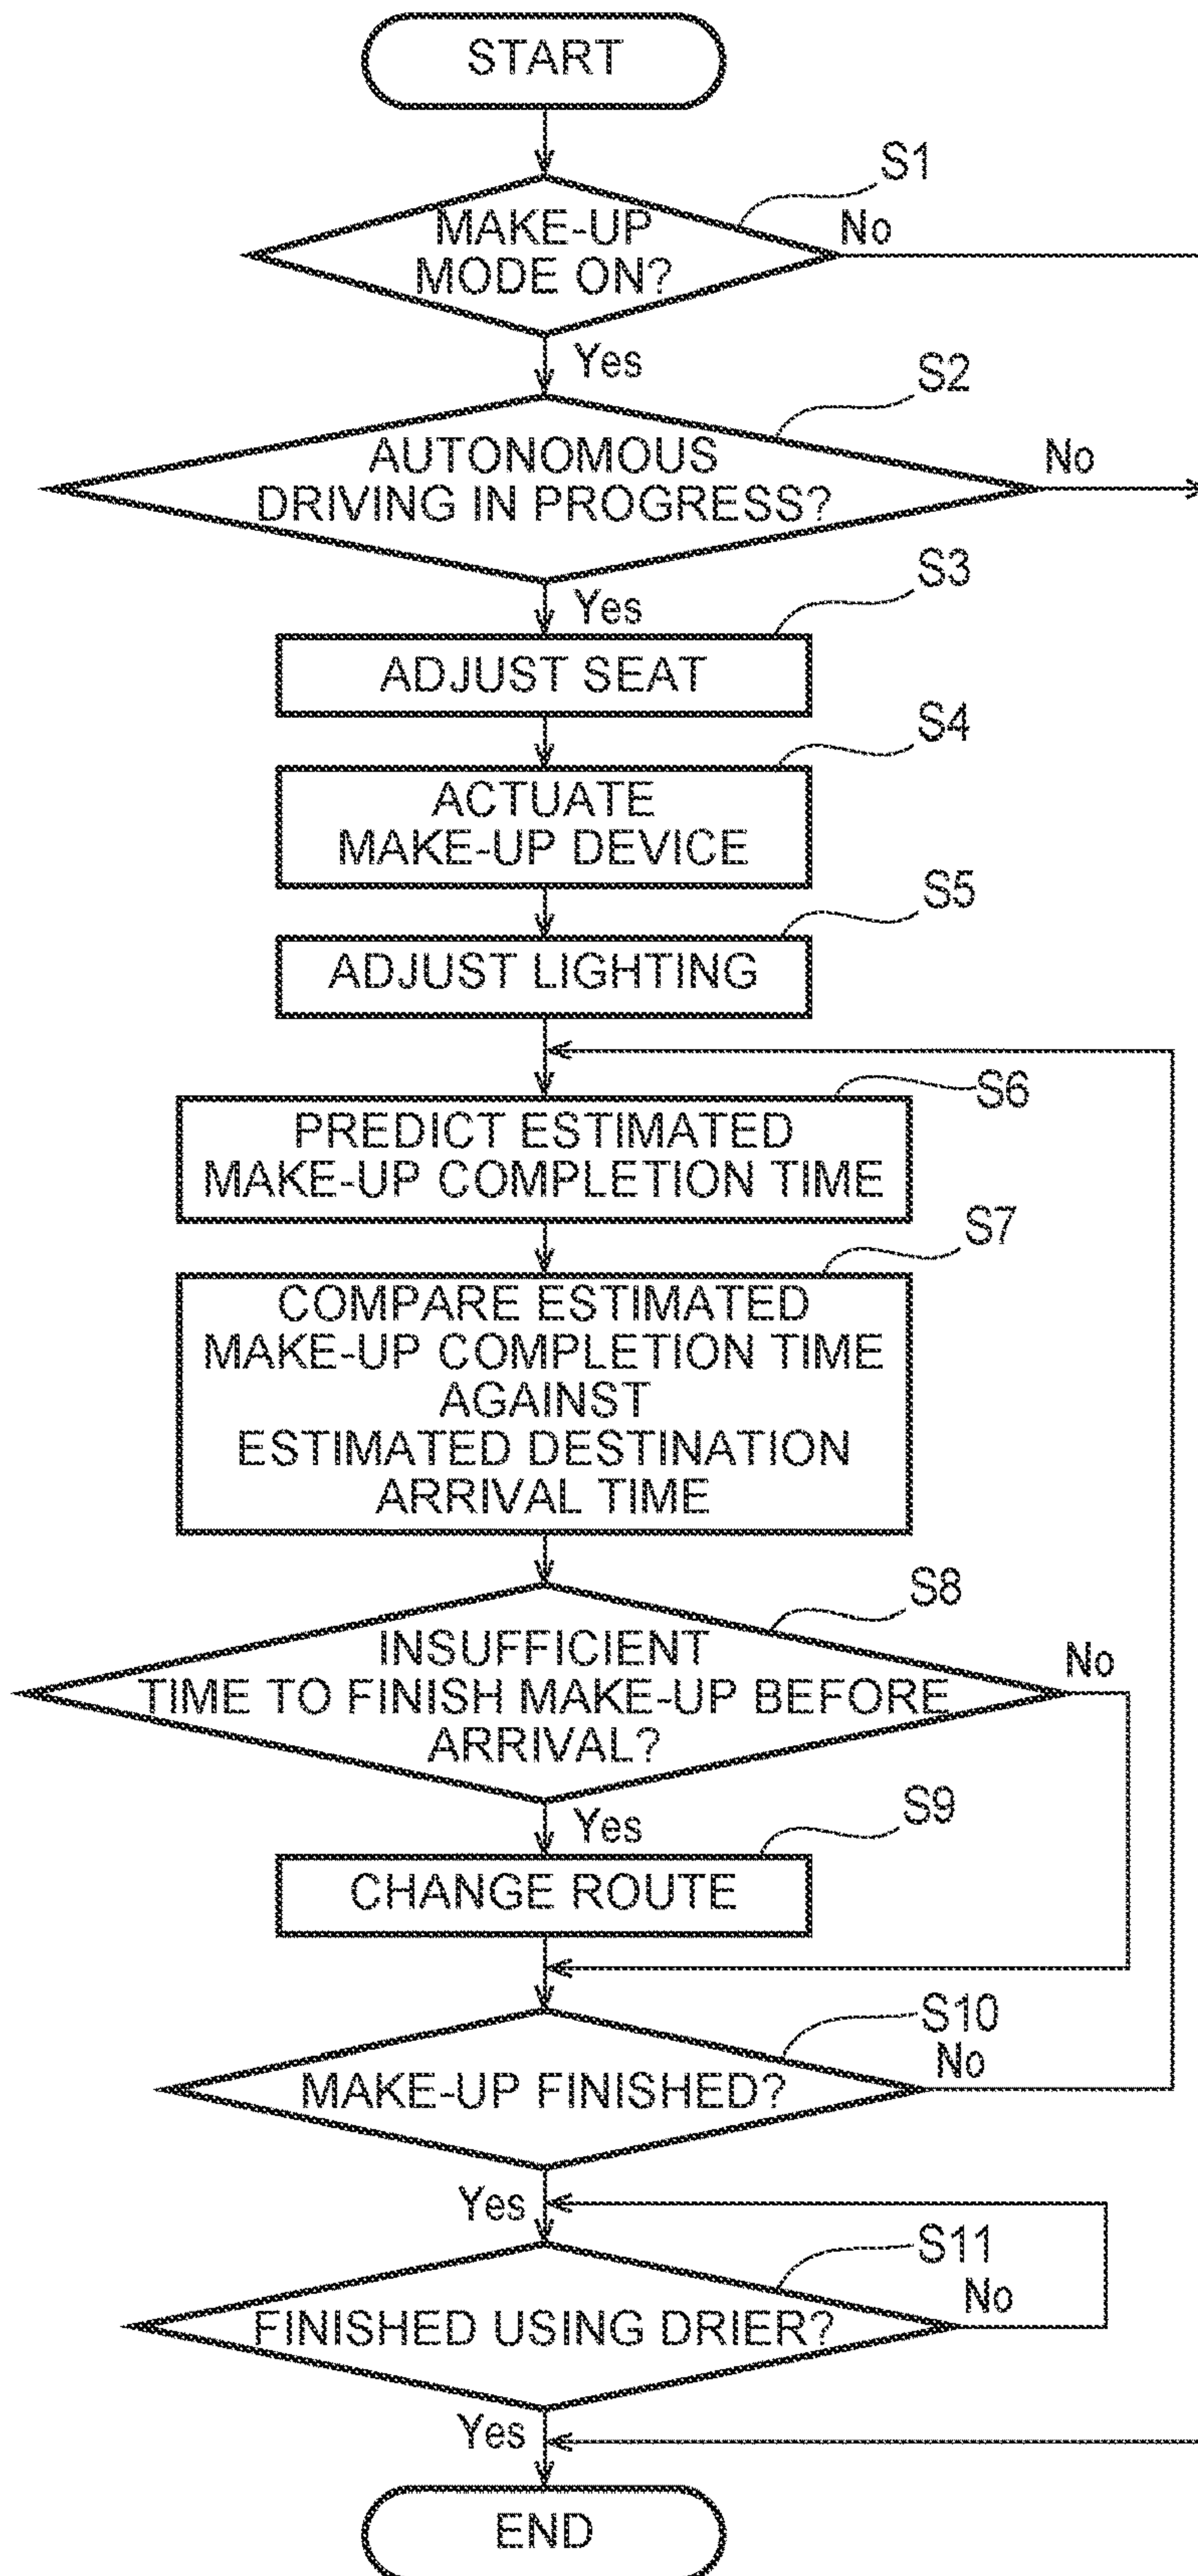 START
S1
MAKE-UP
MODE ON?
No
Yes
S2
AUTONOMOUS
DRIVING IN PROGRESS?
No
Yes
S3
ADJUST SEAT
S4
ACTUATE
MAKE-UP DEVICE
S5
ADJUST LIGHTING
S6
PREDICT ESTIMATED
MAKE-UP COMPLETION TIME
S7
COMPARE ESTIMATED
MAKE-UP COMPLETION TIME
AGAINST
ESTIMATED DESTINATION
ARRIVAL TIME
S8
INSUFFICIENT
TIME TO FINISH MAKE-UP BEFORE
ARRIVAL?
No
Yes
S9
CHANGE ROUTE
S10
No
MAKE-UP FINISHED?
Yes
S11
No
FINISHED USING DRIER?
Yes
END